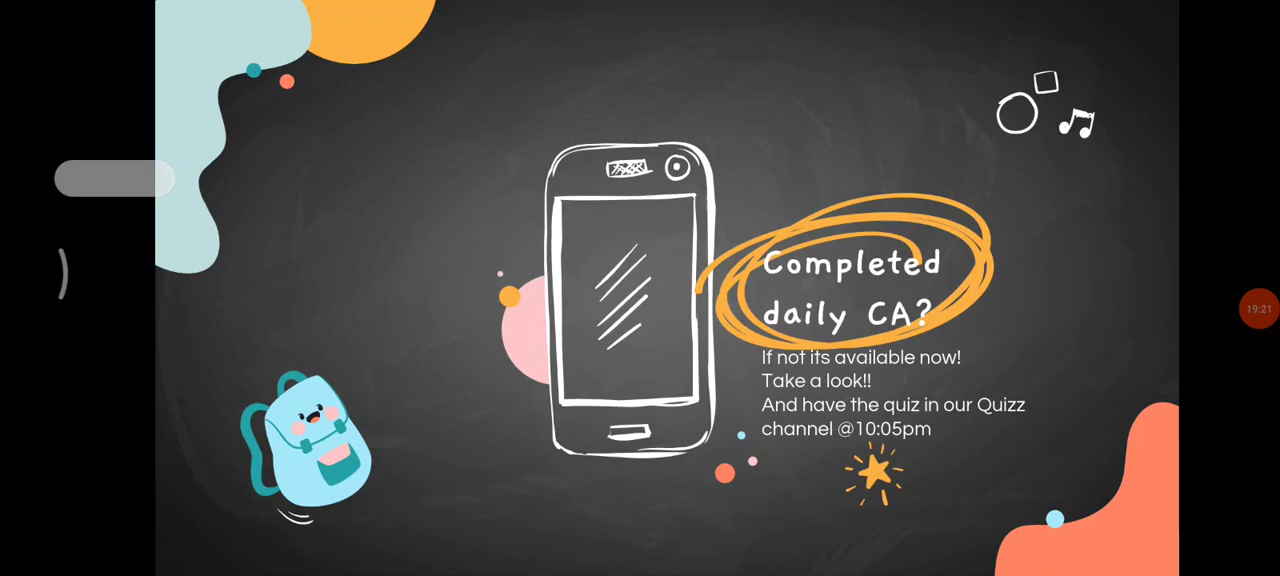 Completed
daily CA?
If not its available now!
Take a look!!
And have the quiz in our Quizz
channel @10:05pm
19:21